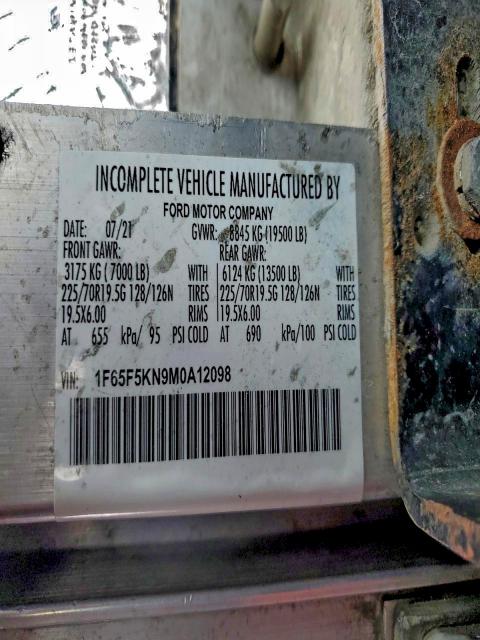 INCOMPLETE VEHICLE MANUFACTURED BY
FORD MOTOR COMPANY
DATE: 07/21 GVWR: 8845 KG (19500 LB)
FRONT GAWR: REAR GAWR:
3175 KG (7000 LB) WITH 6124 KG (13500 LB) WITH
225/70R19.5G 128/126N TIRES 225/70R19.5G 128/126N TIRES
19.5X6.00 RIMS 19.5X6.00 RIMS
AT 655 kPa/ 95 PSI COLD AT 690 kPa/100 PSI COLD
VIN: 1F65F5KN9M0A12098